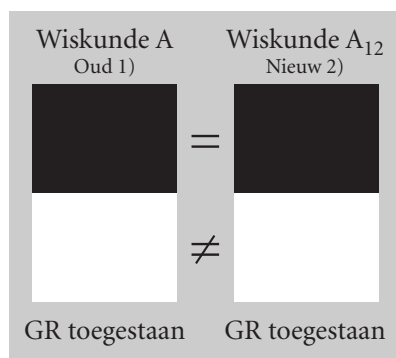 Wiskunde A Wiskunde A₁₂
Oud 1) Nieuw 2)
=
≠
GR toegestaan GR toegestaan